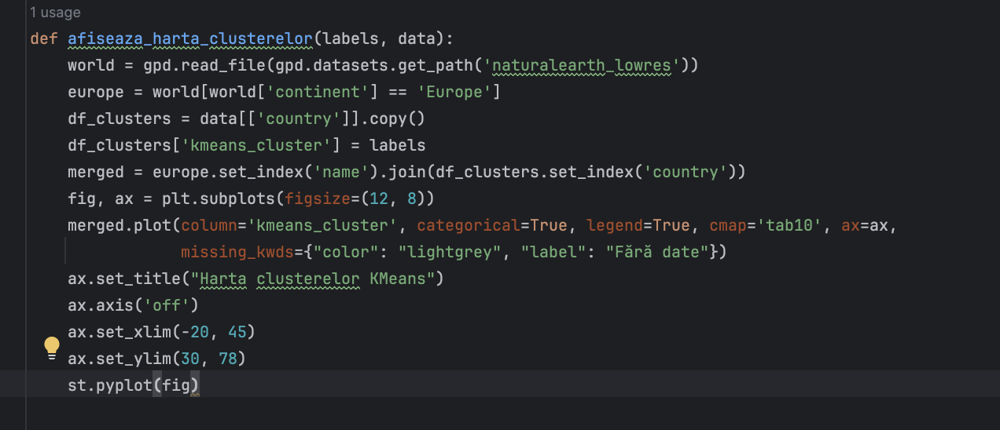 1 usage
def afiseaza_harta_clusterelor(labels, data):
    world = gpd.read_file(gpd.datasets.get_path('naturalearth_lowres'))
    europe = world[world['continent'] == 'Europe']
    df_clusters = data[['country']].copy()
    df_clusters['kmeans_cluster'] = labels
    merged = europe.set_index('name').join(df_clusters.set_index('country'))
    fig, ax = plt.subplots(figsize=(12, 8))
    merged.plot(column='kmeans_cluster', categorical=True, legend=True, cmap='tab10', ax=ax,
                missing_kwds={"color": "lightgrey", "label": "Fără date"})
    ax.set_title("Harta clusterelor KMeans")
    ax.axis('off')
    ax.set_xlim(-20, 45)
    ax.set_ylim(30, 78)
    st.pyplot(fig)